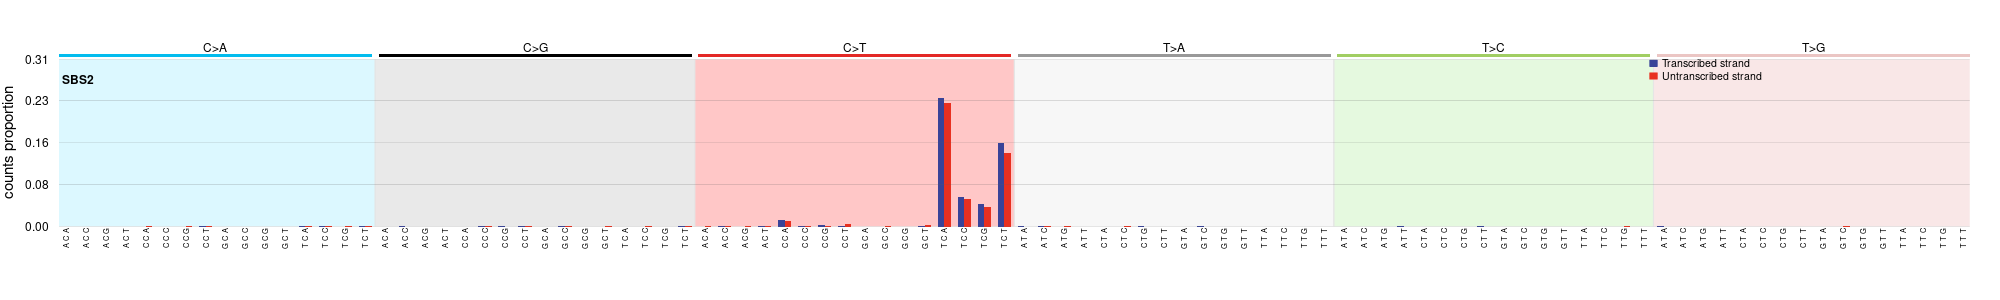 C>A C>G C>T T>A T>C T>G
0.31
SBS2
Transcribed strand
Untranscribed strand
0.23
0.16
0.08
0.00
counts proportion
ACA ACC ACG ACT CCA CCC CCG CCT GCA GCC GCG GCT TCA TCC TCG TCT ACA ACC ACG ACT CCA CCC CCG CCT GCA GCC GCG GCT TCA TCC TCG TCT ACA ACC ACG ACT CCA CCC CCG CCT GCA GCC GCG GCT TCA TCC TCG TCT ATA ATC ATG ATT CTA CTC CTG CTT GTA GTC GTG GTT TTA TTC TTG TTT ATA ATC ATG ATT CTA CTC CTG CTT GTA GTC GTG GTT TTA TTC TTG TTT ATA ATC ATG ATT CTA CTC CTG CTT GTA GTC GTG GTT TTA TTC TTG TTT